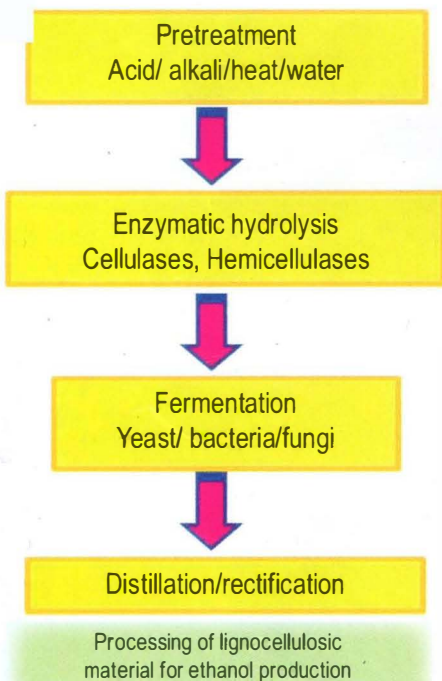 Pretreatment
Acid/ alkali/heat/water
Enzymatic hydrolysis
Cellulases, Hemicellulases
Fermentation
Yeast/ bacteria/fungi
Distillation/rectification
Processing of lignocellulosic
material for ethanol production